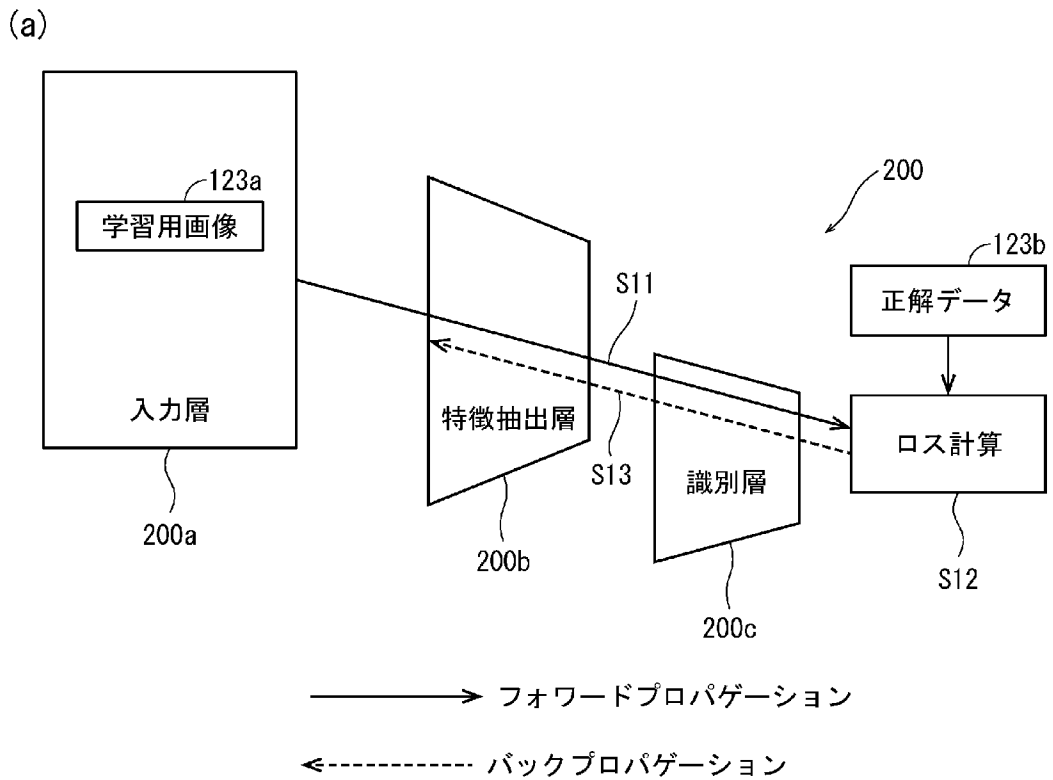 (a)
123a
学習用画像
入力層
200a
特徴抽出層
200b
S11
S13
識別層
200c
200
123b
正解データ
ロス計算
S12
フォワードプロパゲーション
バックプロパゲーション